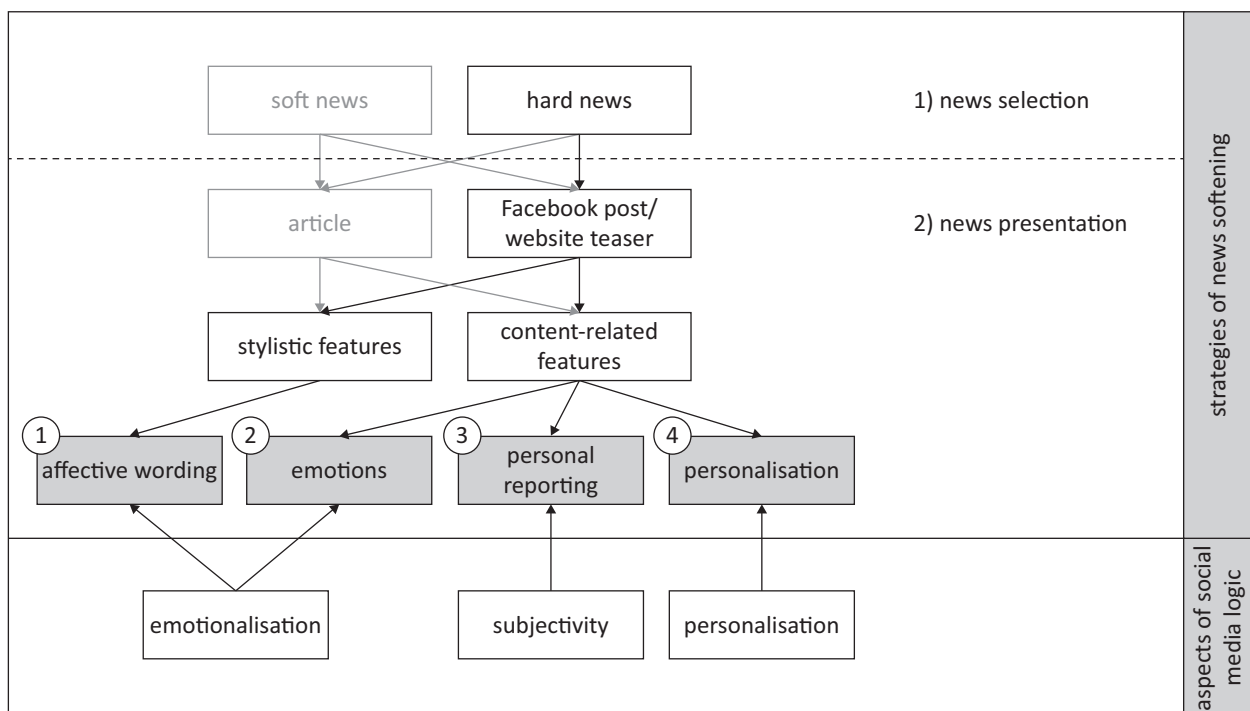 soft news
hard news
1) news selection
article
Facebook post/
website teaser
2) news presentation
stylistic features
content-related
features
1
affective wording
2
emotions
3
personal
reporting
4
personalisation
strategies of news softening
emotionalisation
subjectivity
personalisation
aspects of social
media logic